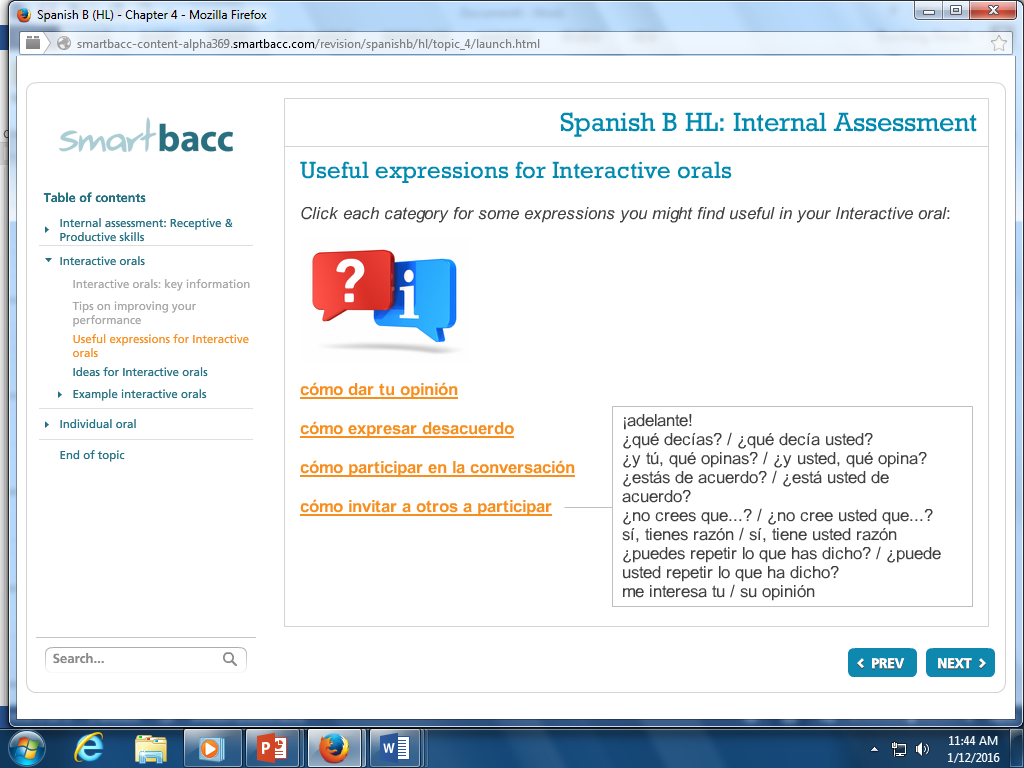 Spanish B (HL) - Chapter 4 - Mozilla Firefox
smartbacc-content-alpha369.smartbacc.com/revision/spanishb/hl/topic_4/launch.html
smartbacc
Table of contents
Internal assessment: Receptive &
Productive skills
Interactive orals
Interactive orals: key information
Tips on improving your
performance
Useful expressions for Interactive
orals
Ideas for Interactive orals
Example interactive orals
Individual oral
End of topic
Search...
Spanish B HL: Internal Assessment
Useful expressions for Interactive orals
Click each category for some expressions you might find useful in your Interactive oral:
? i
cómo dar tu opinión
cómo expresar desacuerdo
cómo participar en la conversación
cómo invitar a otros a participar
¡adelante!
¿qué decías? / ¿qué decía usted?
¿y tú, qué opinas? / ¿y usted, qué opina?
¿estás de acuerdo? / ¿está usted de
acuerdo?
¿no crees que...? / ¿no cree usted que...?
sí, tienes razón / sí, tiene usted razón
¿puedes repetir lo que has dicho? / ¿puede
usted repetir lo que ha dicho?
me interesa tu / su opinión
< PREV
NEXT >
11:44 AM
1/12/2016